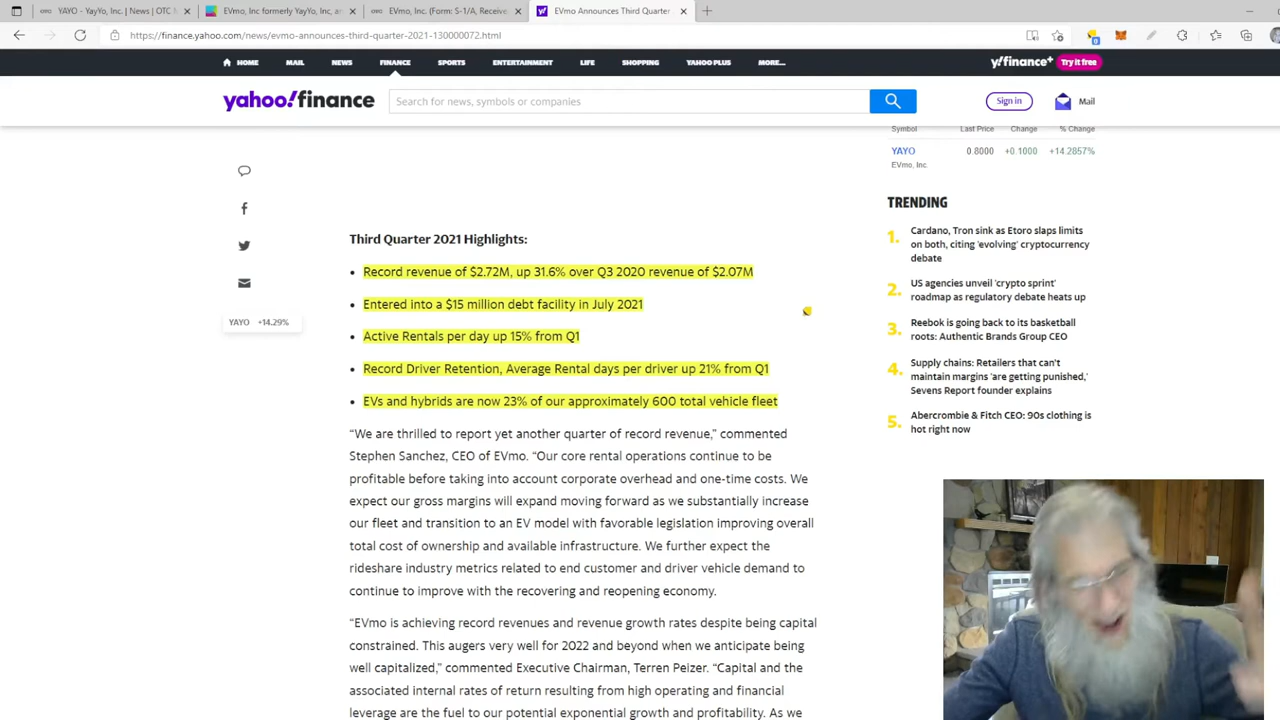 YAYO - YayYo, Inc. | News | OTC M
EVmo, Inc formerly YayYo, Inc, an
EVmo, Inc. (Form: S-1/A, Receive
EVmo Announces Third Quarter
https://finance.yahoo.com/news/evmo-announces-third-quarter-2021-130000072.html
HOME
MAIL
NEWS
FINANCE
SPORTS
ENTERTAINMENT
LIFE
SHOPPING
YAHOO PLUS
MORE...
y!finance+
Try it free
yahoo!finance
Search for news, symbols or companies
Sign in
Mail
Symbol Last Price Change % Change
YAYO 0.8000 +0.1000 +14.2857%
EVmo, Inc.
YAYO +14.29%
Third Quarter 2021 Highlights:
• Record revenue of $2.72M, up 31.6% over Q3 2020 revenue of $2.07M
• Entered into a $15 million debt facility in July 2021
• Active Rentals per day up 15% from Q1
• Record Driver Retention, Average Rental days per driver up 21% from Q1
• EVs and hybrids are now 23% of our approximately 600 total vehicle fleet
“We are thrilled to report yet another quarter of record revenue,” commented
Stephen Sanchez, CEO of EVmo. “Our core rental operations continue to be
profitable before taking into account corporate overhead and one-time costs. We
expect our gross margins will expand moving forward as we substantially increase
our fleet and transition to an EV model with favorable legislation improving overall
total cost of ownership and available infrastructure. We further expect the
rideshare industry metrics related to end customer and driver vehicle demand to
continue to improve with the recovering and reopening economy.
“EVmo is achieving record revenues and revenue growth rates despite being capital
constrained. This augers very well for 2022 and beyond when we anticipate being
well capitalized,” commented Executive Chairman, Terren Peizer. “Capital and the
associated internal rates of return resulting from high operating and financial
leverage are the fuel to our potential exponential growth and profitability. As we
TRENDING
1. Cardano, Tron sink as Etoro slaps limits
on both, citing 'evolving' cryptocurrency
debate
2. US agencies unveil 'crypto sprint'
roadmap as regulatory debate heats up
3. Reebok is going back to its basketball
roots: Authentic Brands Group CEO
4. Supply chains: Retailers that can't
maintain margins 'are getting punished,'
Sevens Report founder explains
5. Abercrombie & Fitch CEO: 90s clothing is
hot right now